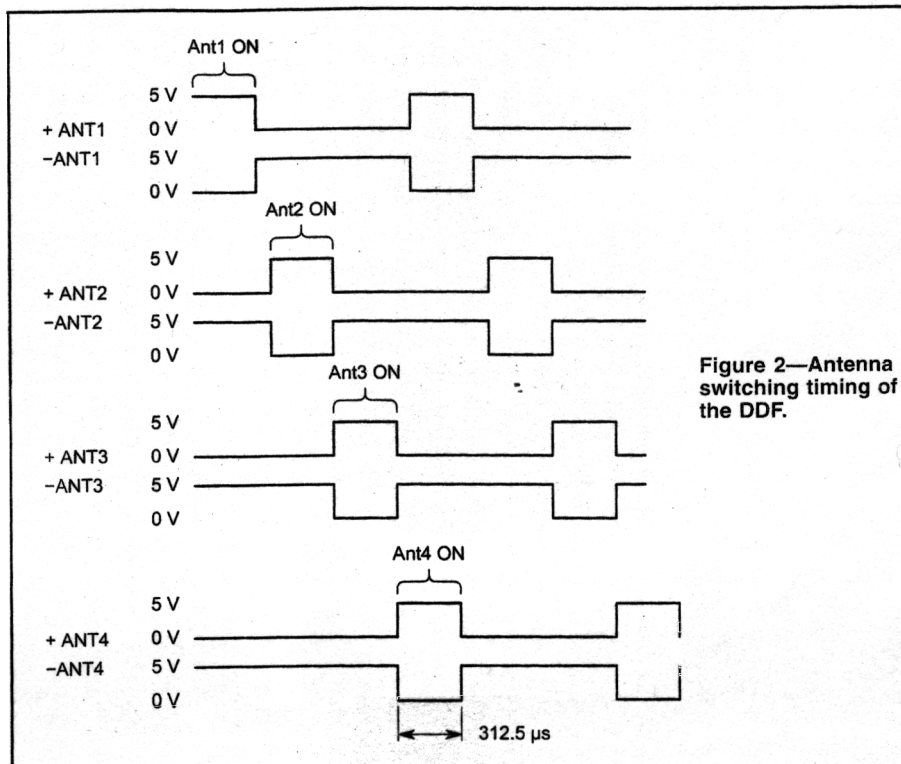 Ant1 ON
5 V
+ ANT1 0 V
−ANT1 5 V
0 V
Ant2 ON
5 V
+ ANT2 0 V
−ANT2 5 V
0 V
Ant3 ON
5 V
+ ANT3 0 V
−ANT3 5 V
0 V
Figure 2—Antenna
switching timing of
the DDF.
Ant4 ON
5 V
+ ANT4 0 V
−ANT4 5 V
0 V
312.5 µs